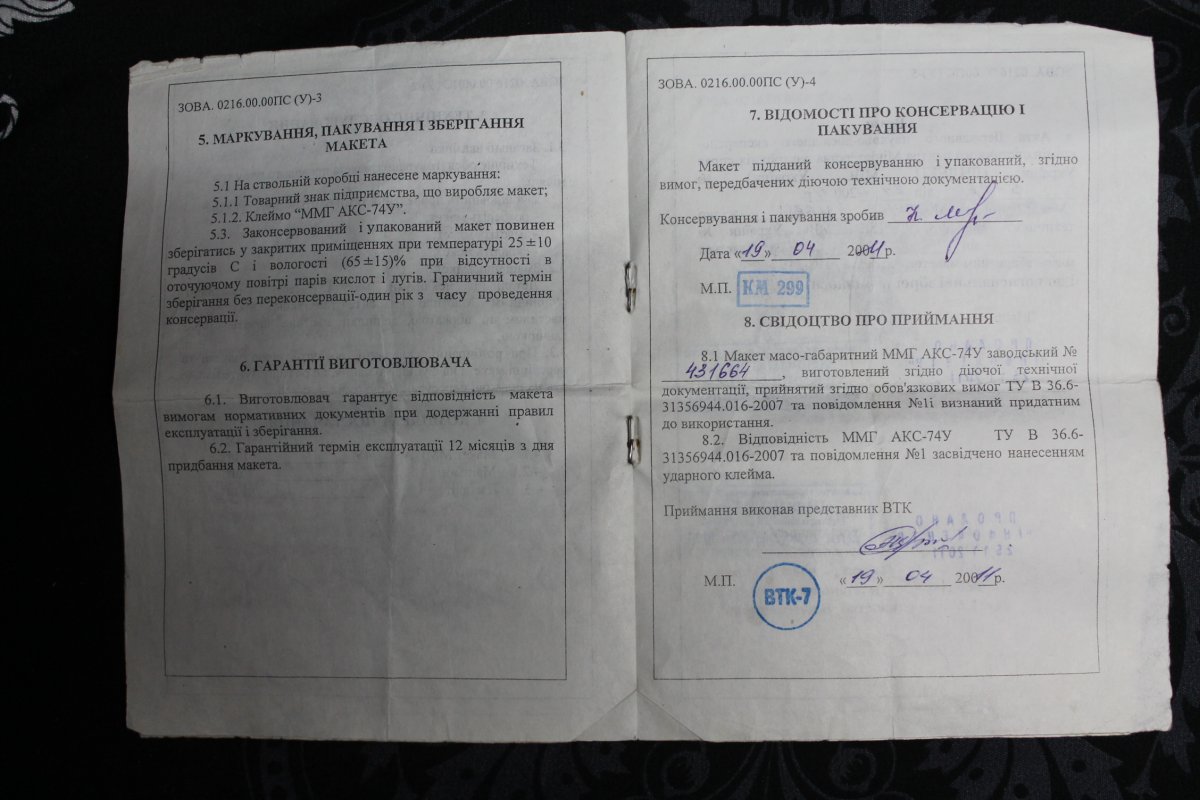 ЗОВА. 0216.00.00ПС (У)-3
5. МАРКУВАННЯ, ПАКУВАННЯ І ЗБЕРІГАННЯ
МАКЕТА
5.1 На ствольній коробці нанесене маркування:
5.1.1 Товарний знак підприємства, що виробляє макет;
5.1.2. Клеймо “ММГ АКС-74У”.
5.3. Законсервований і упакований макет повинен
зберігатись у закритих приміщеннях при температурі 25±10
градусів С і вологості (65±15)% при відсутності в
оточуючому повітрі парів кислот і лугів. Граничний термін
зберігання без переконсервації-один рік з часу проведення
консервації.
6. ГАРАНТІЇ ВИГОТОВЛЮВАЧА
6.1. Виготовлювач гарантує відповідність макета
вимогам нормативних документів при додержанні правил
експлуатації і зберігання.
6.2. Гарантійний термін експлуатації 12 місяців з дня
придбання макета.
ЗОВА. 0216.00.00ПС (У)-4
7. ВІДОМОСТІ ПРО КОНСЕРВАЦІЮ І
ПАКУВАННЯ
Макет підданий консервуванню і упакований, згідно
вимог, передбачених діючою технічною документацією.
Консервування і пакування зробив
Дата «19» 04 2011 р.
М.П. КМ 299
8. СВІДОЦТВО ПРО ПРИЙМАННЯ
8.1 Макет масо-габаритний ММГ АКС-74У заводський №
431664, виготовлений згідно діючої технічної
документації, прийнятий згідно обов'язкових вимог ТУ В 36.6-
31356944.016-2007 та повідомлення №1і визнаний придатним
до використання.
8.2. Відповідність ММГ АКС-74У ТУ В 36.6-
31356944.016-2007 та повідомлення №1 засвідчено нанесенням
ударного клейма.
Приймання виконав представник ВТК
М.П. «19» 04 2011 р.
ВТК-7